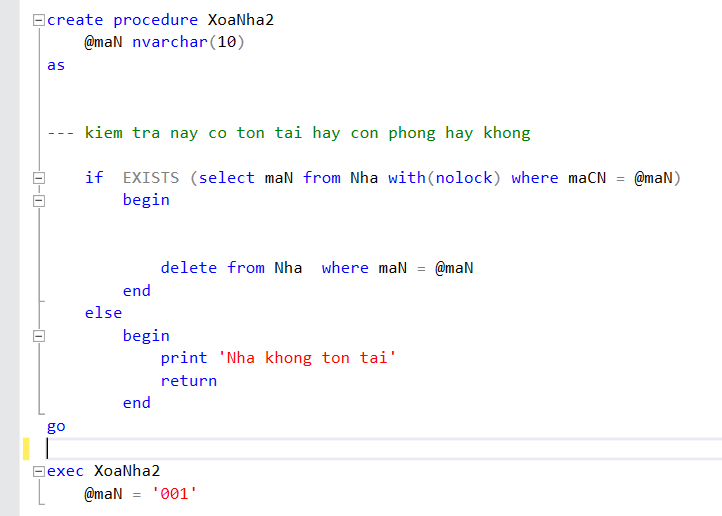 create procedure XoaNha2
@maN nvarchar(10)
as
--- kiem tra nay co ton tai hay con phong hay khong
if  EXISTS (select maN from Nha with(nolock) where maCN = @maN)
begin
delete from Nha  where maN = @maN
end
else
begin
print 'Nha khong ton tai'
return
end
go
exec XoaNha2
@maN = '001'